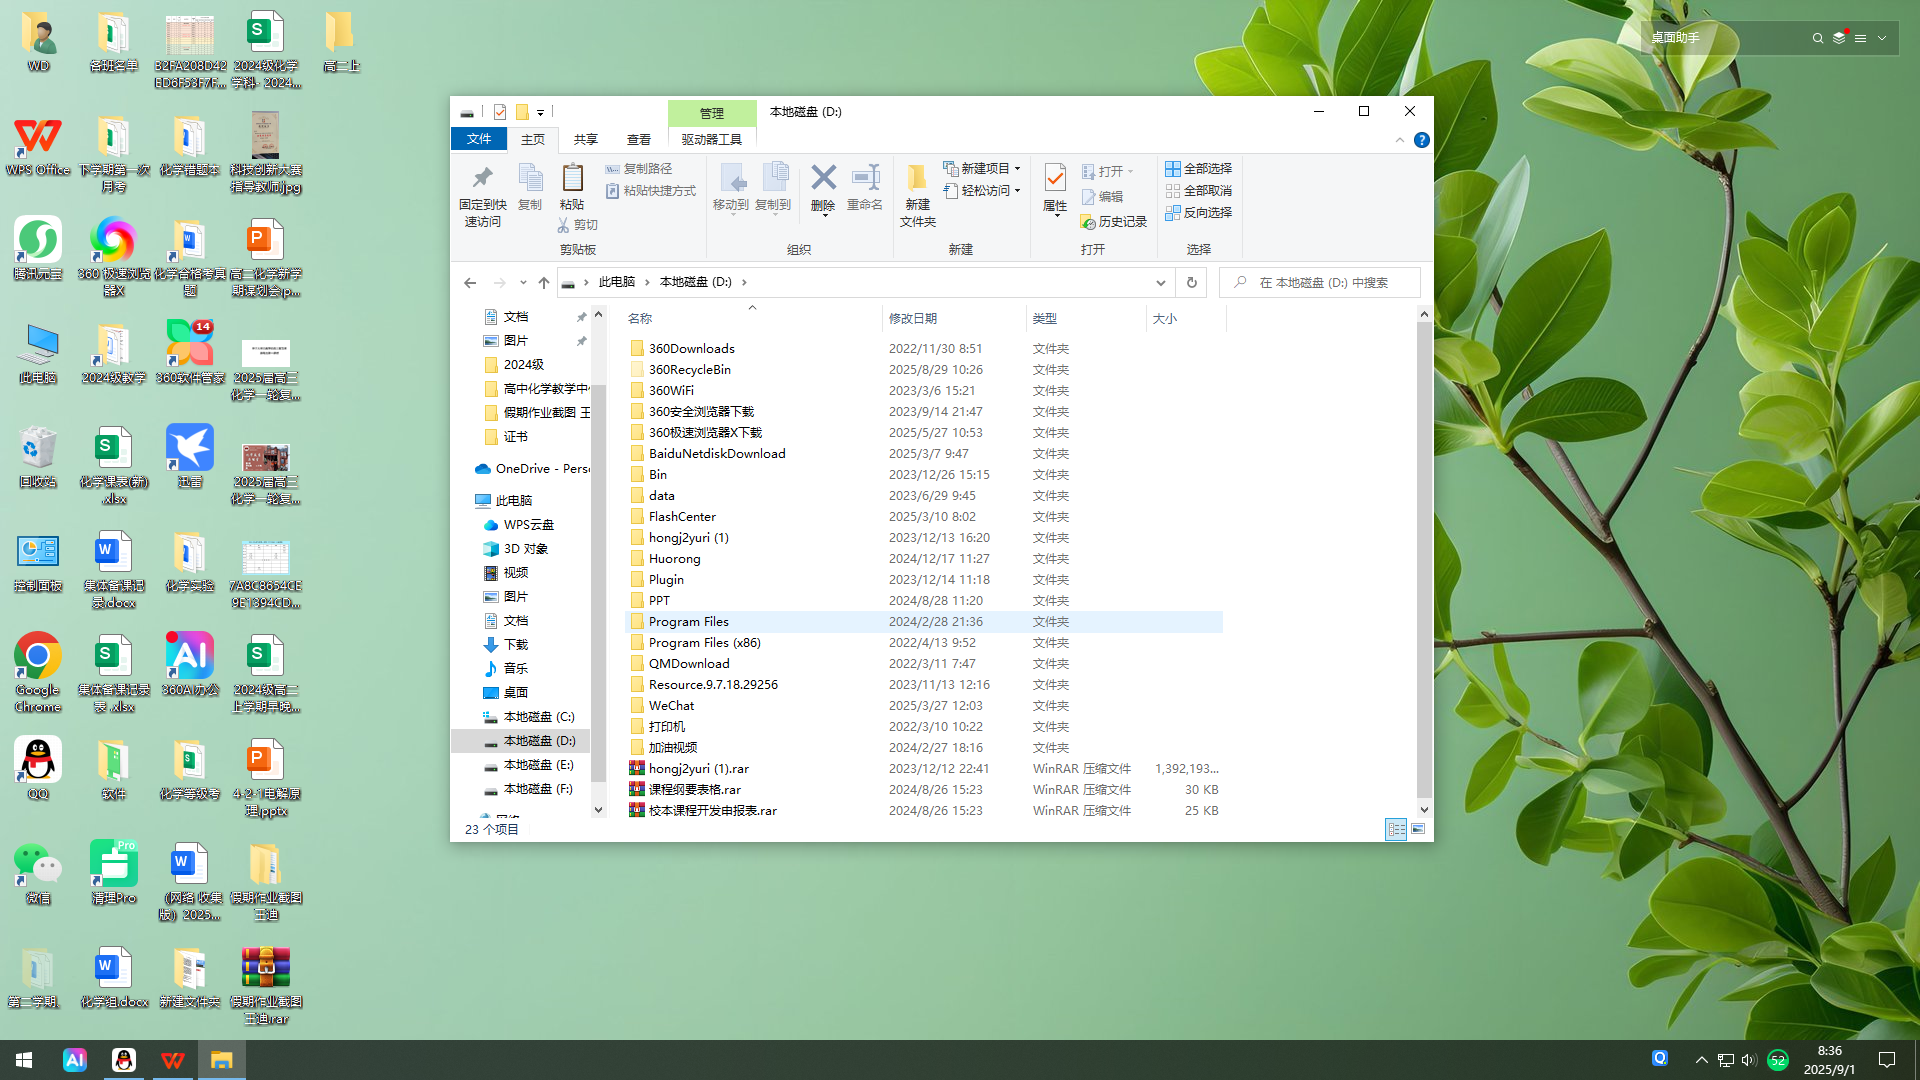 WD
各班名单
B2FA208D42
ED6F53F7F...
2024级化学
学科- 2024...
高二上
WPS Office
下学期第一次
月考
化学错题本
科技创新大赛
指导教师.jpg
腾讯元宝
360 极速浏览
器X
化学合格考真
题
高二化学新学
期谋划会.p...
此电脑
2024级教学
14
360软件管家
2025届高三
化学一轮复...
回收站
化学课录(新)
.xlsx
迅雷
2025届高三
化学一轮复...
控制面板
集体备课记
录.docx
化学实验
7A8C8654CE
9E1394CD...
Google
Chrome
集体备课记录
表 .xlsx
360AI办公
2024级高二
上学期早晚...
QQ
软件
化学等级考
4-2-1电解原
理.pptx
微信
清理Pro
(网络 收集
版) 2025...
假期作业截图
王迪
第二学期.
化学组.docx
新建文件夹
假期作业截图
王迪.rar
桌面助手
管理
本地磁盘 (D:)
文件
主页
共享
查看
驱动器工具
固定到快
速访问
复制
粘贴
复制路径
粘贴快捷方式
剪切
剪贴板
移动到
复制到
删除
重命名
组织
新建
文件夹
新建项目
轻松访问
新建
属性
打开
编辑
历史记录
打开
全部选择
全部取消
反向选择
选择
此电脑
本地磁盘 (D:)
在 本地磁盘 (D:) 中搜索
文档
图片
2024级
高中化学教学中
假期作业截图 王
证书
OneDrive - Pers
此电脑
WPS云盘
3D 对象
视频
图片
文档
下载
音乐
桌面
本地磁盘 (C:)
本地磁盘 (D:)
本地磁盘 (E:)
本地磁盘 (F:)
名称 修改日期 类型 大小
360Downloads 2022/11/30 8:51 文件夹
360RecycleBin 2025/8/29 10:26 文件夹
360WiFi 2023/3/6 15:21 文件夹
360安全浏览器下载 2023/9/14 21:47 文件夹
360极速浏览器X下载 2025/5/27 10:53 文件夹
BaiduNetdiskDownload 2025/3/7 9:47 文件夹
Bin 2023/12/26 15:15 文件夹
data 2023/6/29 9:45 文件夹
FlashCenter 2025/3/10 8:02 文件夹
hongj2yuri (1) 2023/12/13 16:20 文件夹
Huorong 2024/12/17 11:27 文件夹
Plugin 2023/12/14 11:18 文件夹
PPT 2024/8/28 11:20 文件夹
Program Files 2024/2/28 21:36 文件夹
Program Files (x86) 2022/4/13 9:52 文件夹
QMDownload 2022/3/11 7:47 文件夹
Resource.9.7.18.29256 2023/11/13 12:16 文件夹
WeChat 2025/3/27 12:03 文件夹
打印机 2022/3/10 10:22 文件夹
加油视频 2024/2/27 18:16 文件夹
hongj2yuri (1).rar 2023/12/12 22:41 WinRAR 压缩文件 1,392,193...
课程纲要表格.rar 2024/8/26 15:23 WinRAR 压缩文件 30 KB
校本课程开发申报表.rar 2024/8/26 15:23 WinRAR 压缩文件 25 KB
23 个项目
52
8:36
2025/9/1